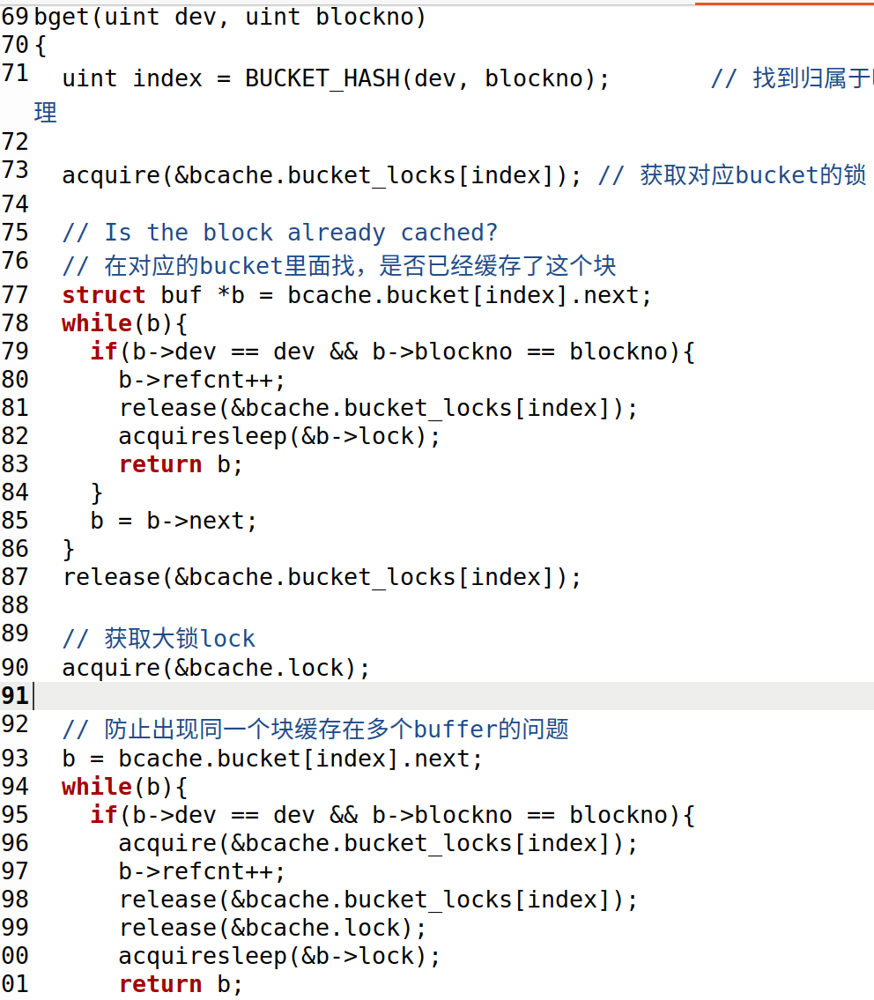 69 bget(uint dev, uint blockno)
70 {
71   uint index = BUCKET_HASH(dev, blockno);       // 找到归属于
理
72
73   acquire(&bcache.bucket_locks[index]); // 获取对应bucket的锁
74
75   // Is the block already cached?
76   // 在对应的bucket里面找，是否已经缓存了这个块
77   struct buf *b = bcache.bucket[index].next;
78   while(b){
79     if(b->dev == dev && b->blockno == blockno){
80       b->refcnt++;
81       release(&bcache.bucket_locks[index]);
82       acquiresleep(&b->lock);
83       return b;
84     }
85     b = b->next;
86   }
87   release(&bcache.bucket_locks[index]);
88
89   // 获取大锁lock
90   acquire(&bcache.lock);
91
92   // 防止出现同一个块缓存在多个buffer的问题
93   b = bcache.bucket[index].next;
94   while(b){
95     if(b->dev == dev && b->blockno == blockno){
96       acquire(&bcache.bucket_locks[index]);
97       b->refcnt++;
98       release(&bcache.bucket_locks[index]);
99       release(&bcache.lock);
00       acquiresleep(&b->lock);
01       return b;